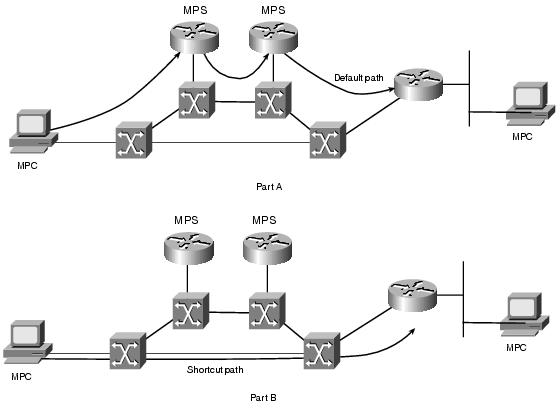 MPS
MPS
Default path
MPC
MPC
Part A
MPS
MPS
MPC
MPC
Shortcut path
Part B